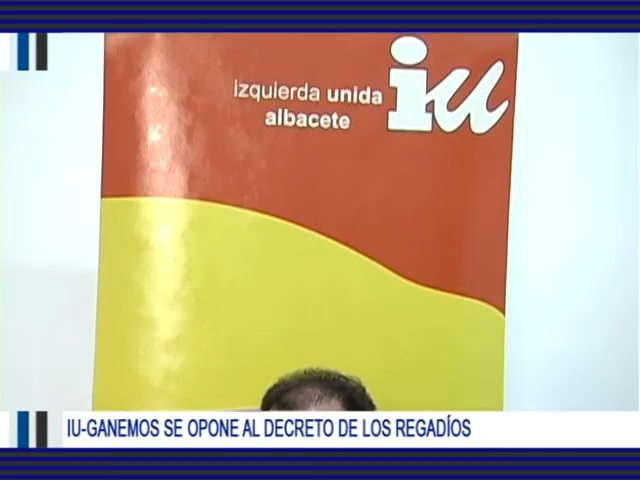 izquierda unida
albacete
iu
IU-GANEMOS SE OPONE AL DECRETO DE LOS REGADÍOS